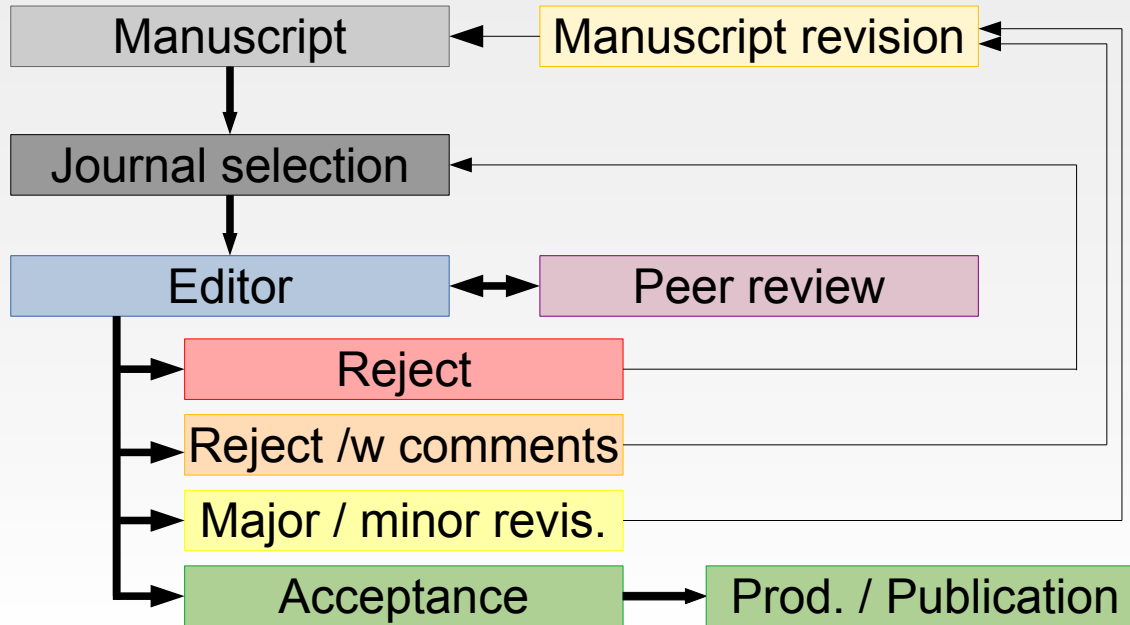 Manuscript
Manuscript revision
Journal selection
Editor
Peer review
Reject
Reject /w comments
Major / minor revis.
Acceptance
Prod. / Publication